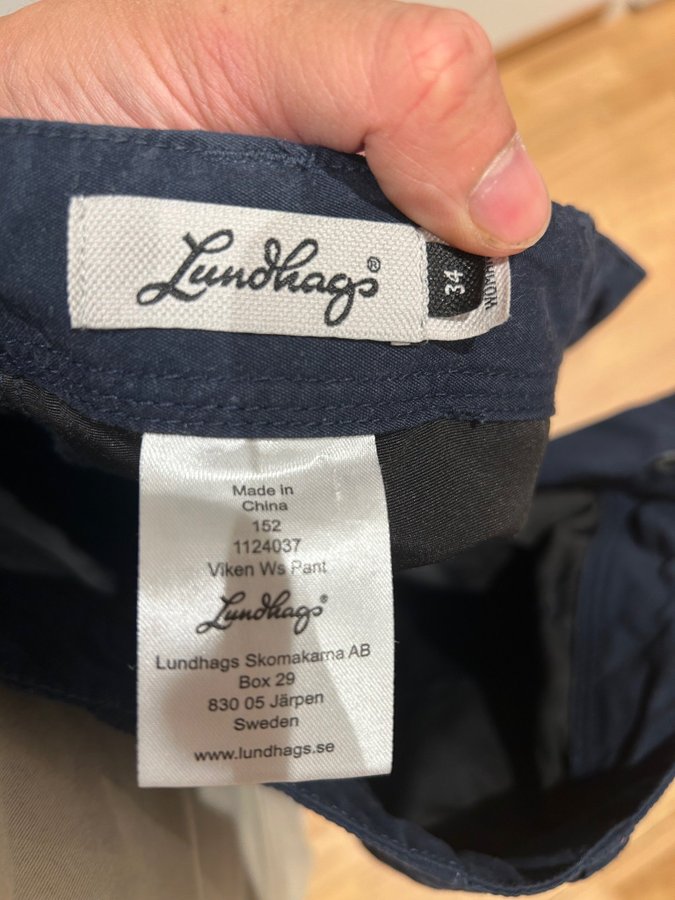 Lundhags®
34
Made in
China
152
1124037
Viken Ws Pant
Lundhags®
Lundhags Skomakarna AB
Box 29
830 05 Järpen
Sweden
www.lundhags.se